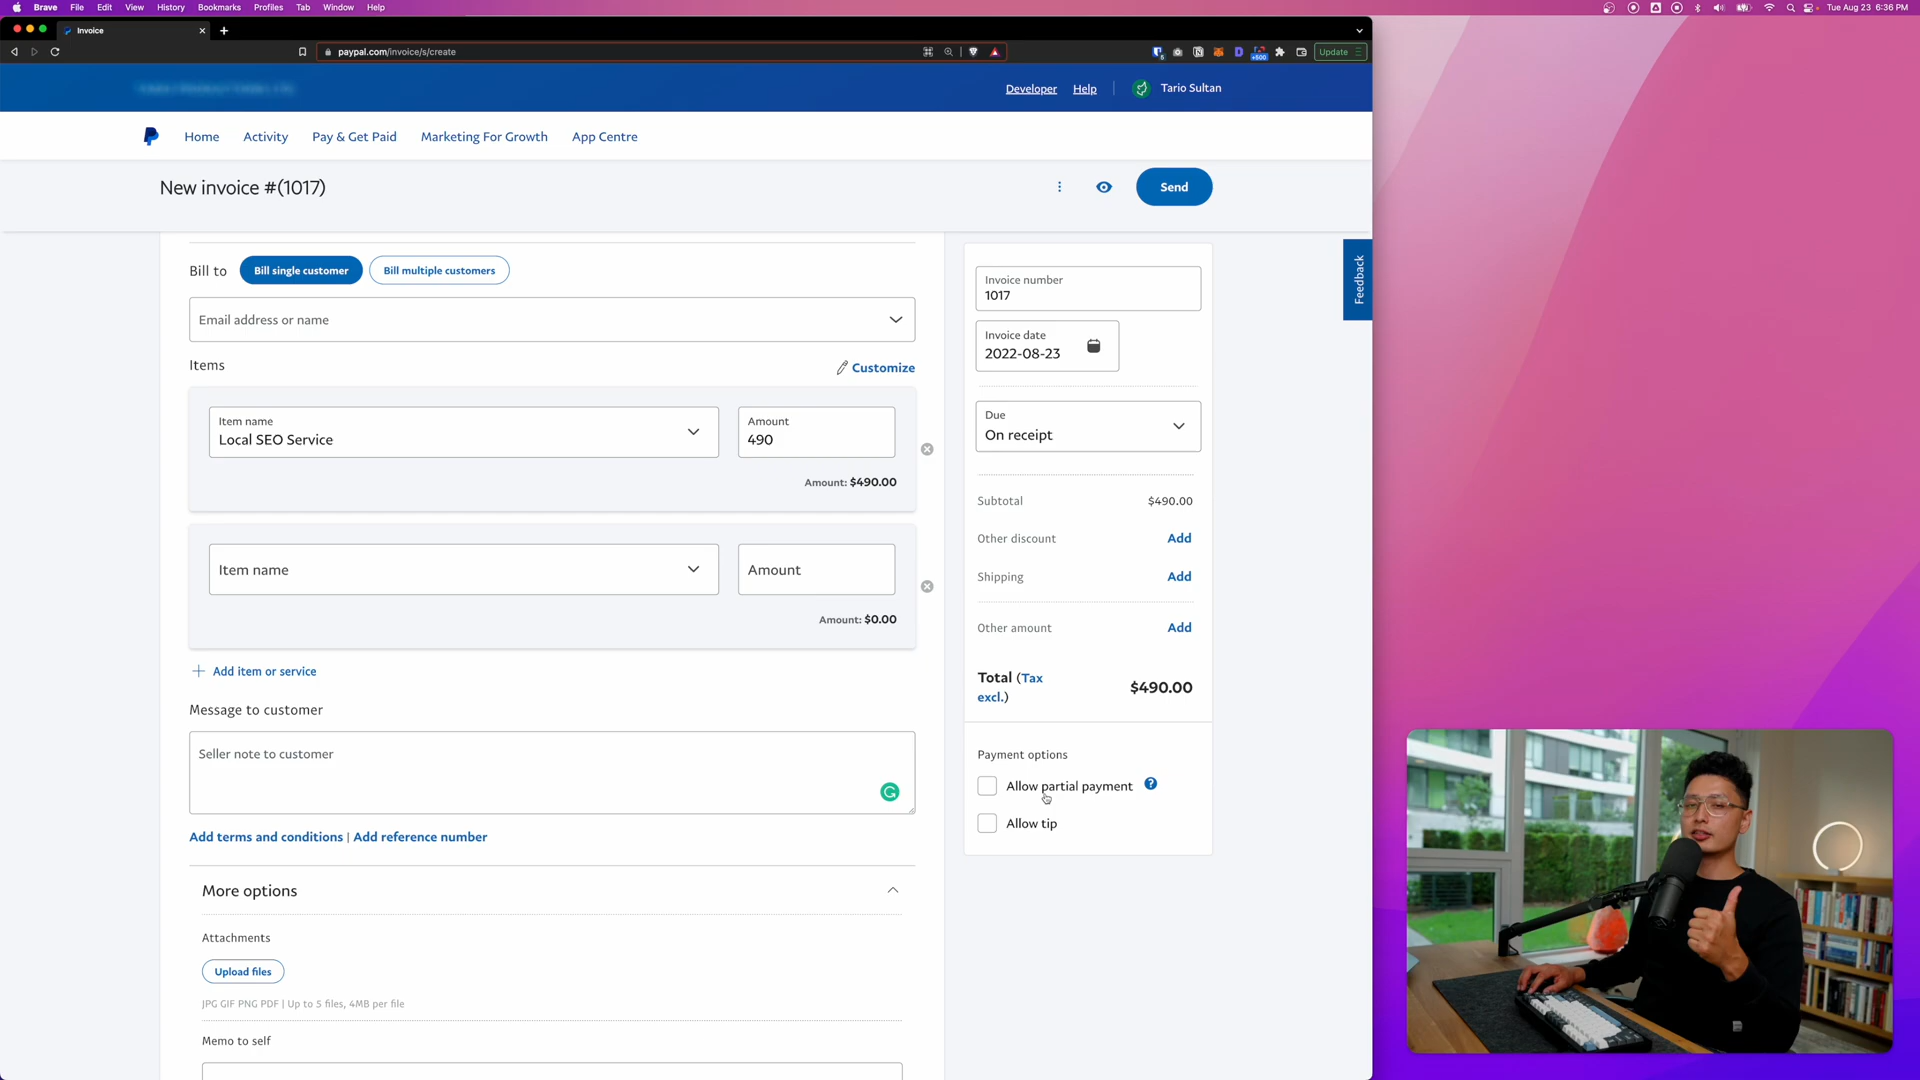 Brave File Edit View History Bookmarks Profiles Tab Window Help Tue Aug 23 6:36 PM
Invoice
paypal.com/invoice/s/create +500 Update
Developer Help Tario Sultan
Home Activity Pay & Get Paid Marketing For Growth App Centre
New invoice #(1017) Send
Bill to Bill single customer Bill multiple customers
Email address or name
Items Customize
Item name
Local SEO Service
Amount
490
Amount: $490.00
Item name Amount
Amount: $0.00
Add item or service
Message to customer
Seller note to customer
Add terms and conditions | Add reference number
More options
Attachments
Upload files
JPG GIF PNG PDF | Up to 5 files, 4MB per file
Memo to self
Invoice number
1017
Invoice date
2022-08-23
Due
On receipt
Subtotal $490.00
Other discount Add
Shipping Add
Other amount Add
Total (Tax
excl.) $490.00
Payment options
Allow partial payment ?
Allow tip
Feedback